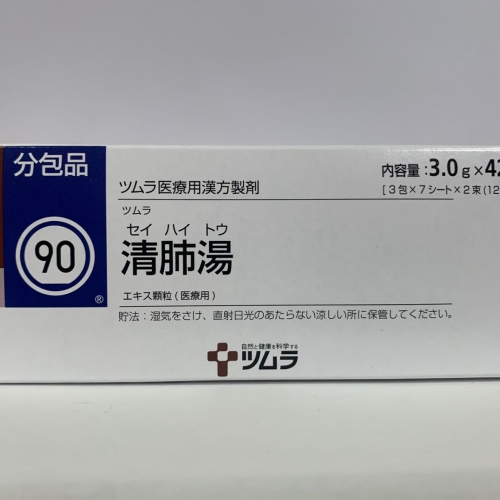 分包品
90
®
ツムラ医療用漢方製剤
ツムラ
セイ ハイ トウ
清肺湯
エキス顆粒(医療用)
内容量:3.0g×42
[3包×7シート×2束(12
貯法:湿気をさけ、直射日光のあたらない涼しい所に保管してください。
自然と健康を科学する
ツムラ